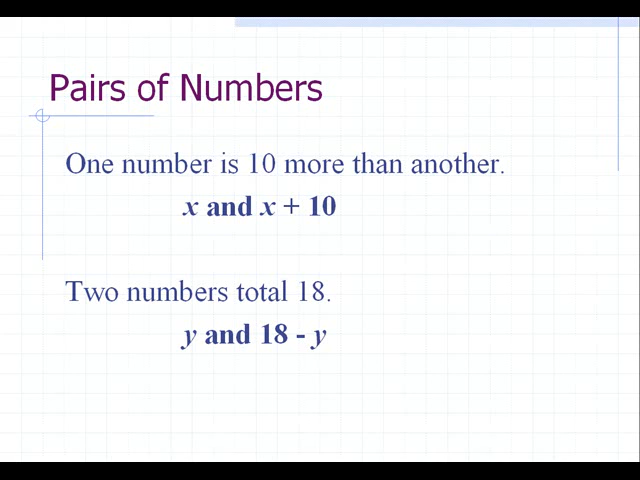 Pairs of Numbers
One number is 10 more than another.
x and x + 10
Two numbers total 18.
y and 18 - y